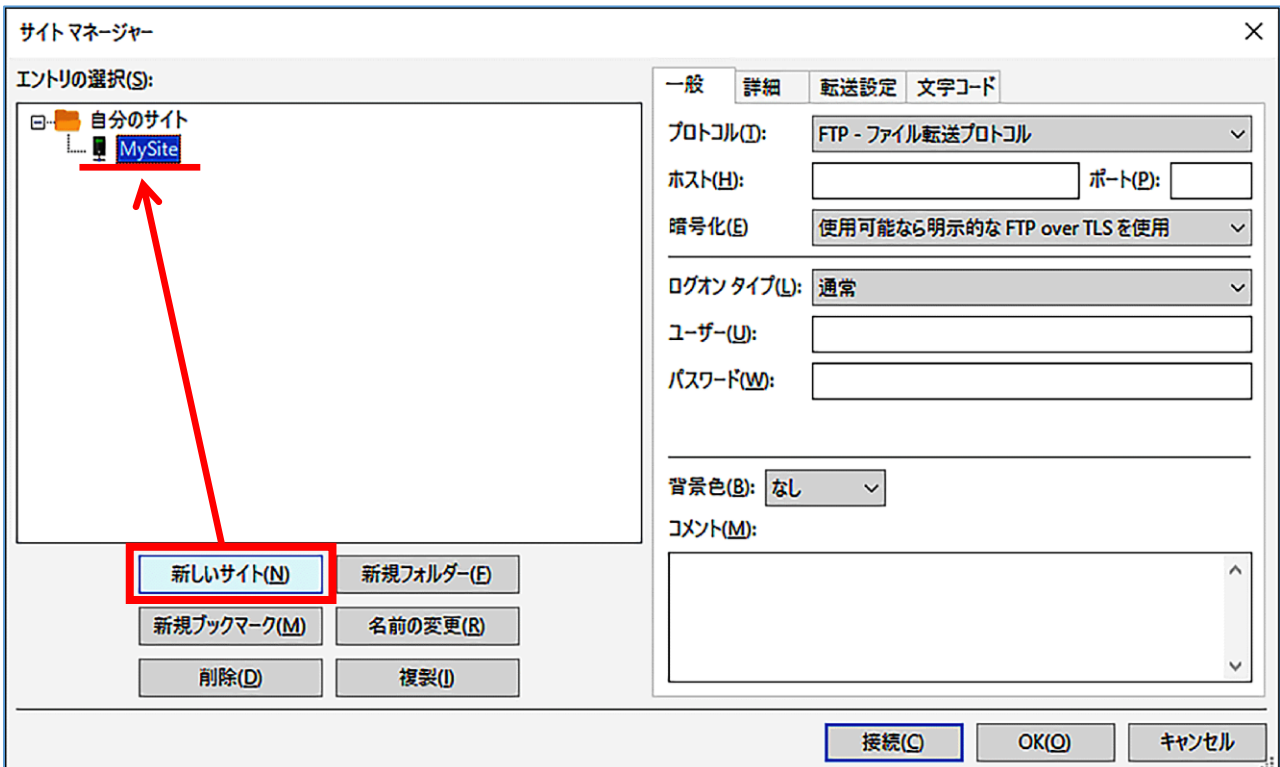 サイト マネージャー
エントリの選択(S):
自分のサイト
MySite
新しいサイト(N)
新規フォルダー(F)
新規ブックマーク(M)
名前の変更(R)
削除(D)
複製(I)
一般
詳細
転送設定
文字コード
プロトコル(T):
FTP - ファイル転送プロトコル
ホスト(H):
ポート(P):
暗号化(E)
使用可能なら明示的な FTP over TLS を使用
ログオン タイプ(L):
通常
ユーザー(U):
パスワード(W):
背景色(B):
なし
コメント(M):
接続(C)
OK(O)
キャンセル